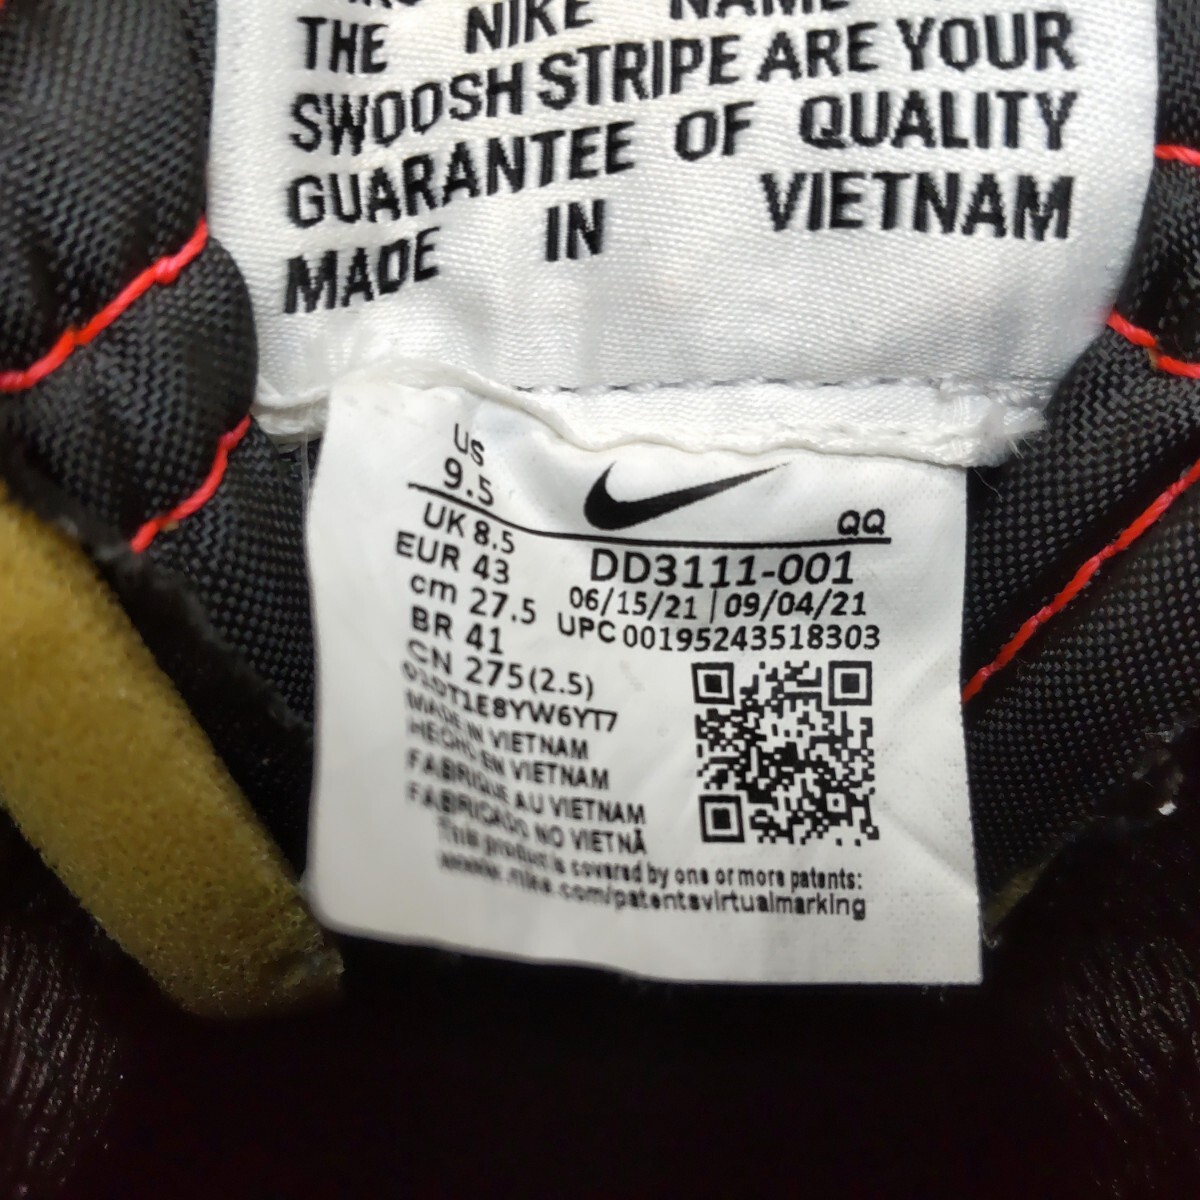 THE NIKE NAME
SWOOSH STRIPE ARE YOUR
GUARANTEE OF QUALITY
MADE IN VIETNAM
US
9.5
QQ
UK 8.5
EUR 43
cm 27.5
BR 41
CN 275(2.5)
DD3111-001
06/15/21 | 09/04/21
UPC 00195243518303
MADE IN VIETNAM
HECHO EN VIETNAM
FABRIQUE AU VIETNAM
FABRICADO NO VIETNÃ
This product is covered by one or more patents:
www.nike.com/patentsvirtualmarking